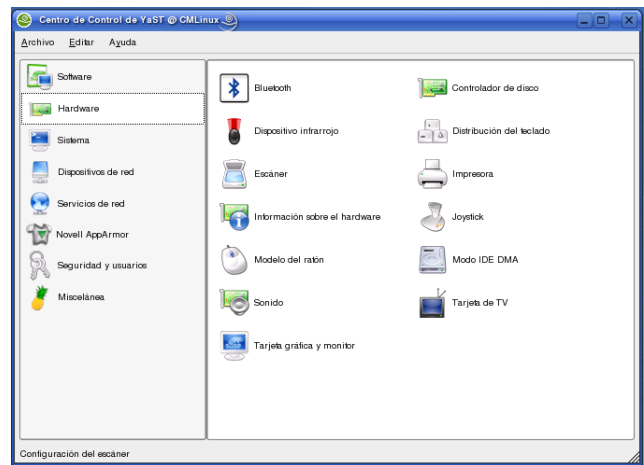 Centro de Control de YaST @ CMLinux
Archivo Editar Ayuda
Software
Hardware
Sistema
Dispositivos de red
Servicios de red
Novell AppArmor
Seguridad y usuarios
Miscelánea
Bluetooth
Controlador de disco
Dispositivo infrarrojo
Distribución del teclado
Escáner
Impresora
Información sobre el hardware
Joystick
Modelo del ratón
Modo IDE DMA
Sonido
Tarjeta de TV
Tarjeta gráfica y monitor
Configuración del escáner